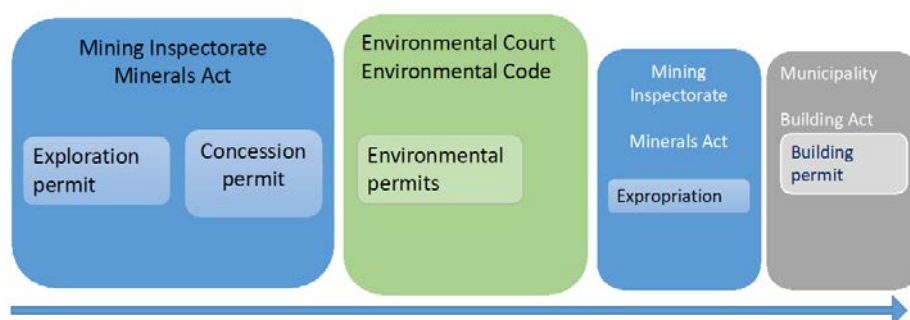 Mining Inspectorate
Minerals Act
Exploration
permit
Concession
permit
Environmental Court
Environmental Code
Environmental
permits
Mining
Inspectorate
Minerals Act
Expropriation
Municipality
Building Act
Building
permit